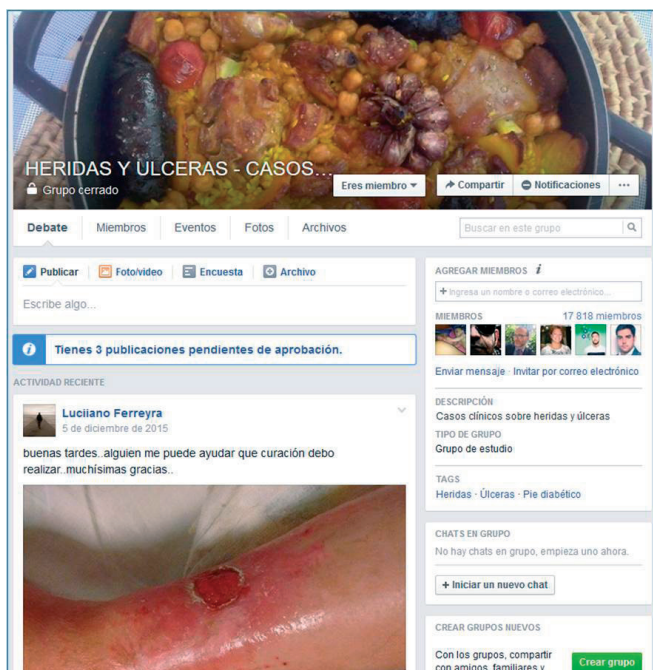 HERIDAS Y ULCERAS - CASOS...
Grupo cerrado
Eres miembro
Compartir
Notificaciones
...
Debate
Miembros
Eventos
Fotos
Archivos
Buscar en este grupo
Publicar
Foto/video
Encuesta
Archivo
Escribe algo...
Tienes 3 publicaciones pendientes de aprobación.
ACTIVIDAD RECIENTE
Luciiano Ferreyra
5 de diciembre de 2015
buenas tardes..alguien me puede ayudar que curación debo
realizar..muchísimas gracias..
AGREGAR MIEMBROS i
+ Ingresa un nombre o correo electrónico...
MIEMBROS
17 818 miembros
Enviar mensaje · Invitar por correo electrónico
DESCRIPCIÓN
Casos clínicos sobre heridas y úlceras
TIPO DE GRUPO
Grupo de estudio
TAGS
Heridas · Úlceras · Pie diabético
CHATS EN GRUPO
No hay chats en grupo, empieza uno ahora.
+ Iniciar un nuevo chat
CREAR GRUPOS NUEVOS
Con los grupos, compartir
con amigos, familiares y
Crear grupo